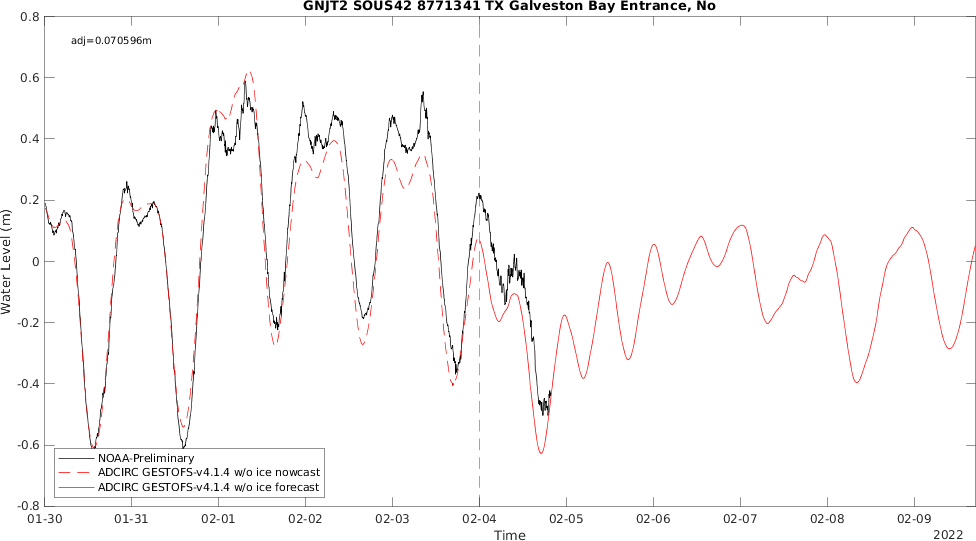 GNJT2 SOUS42 8771341 TX Galveston Bay Entrance, No
adj=0.070596m
0.8
0.6
0.4
0.2
0
-0.2
-0.4
-0.6
-0.8
Water Level (m)
NOAA-Preliminary
ADCIRC GESTOFS-v4.1.4 w/o ice nowcast
ADCIRC GESTOFS-v4.1.4 w/o ice forecast
01-30 01-31 02-01 02-02 02-03 02-04 02-05 02-06 02-07 02-08 02-09
Time
2022